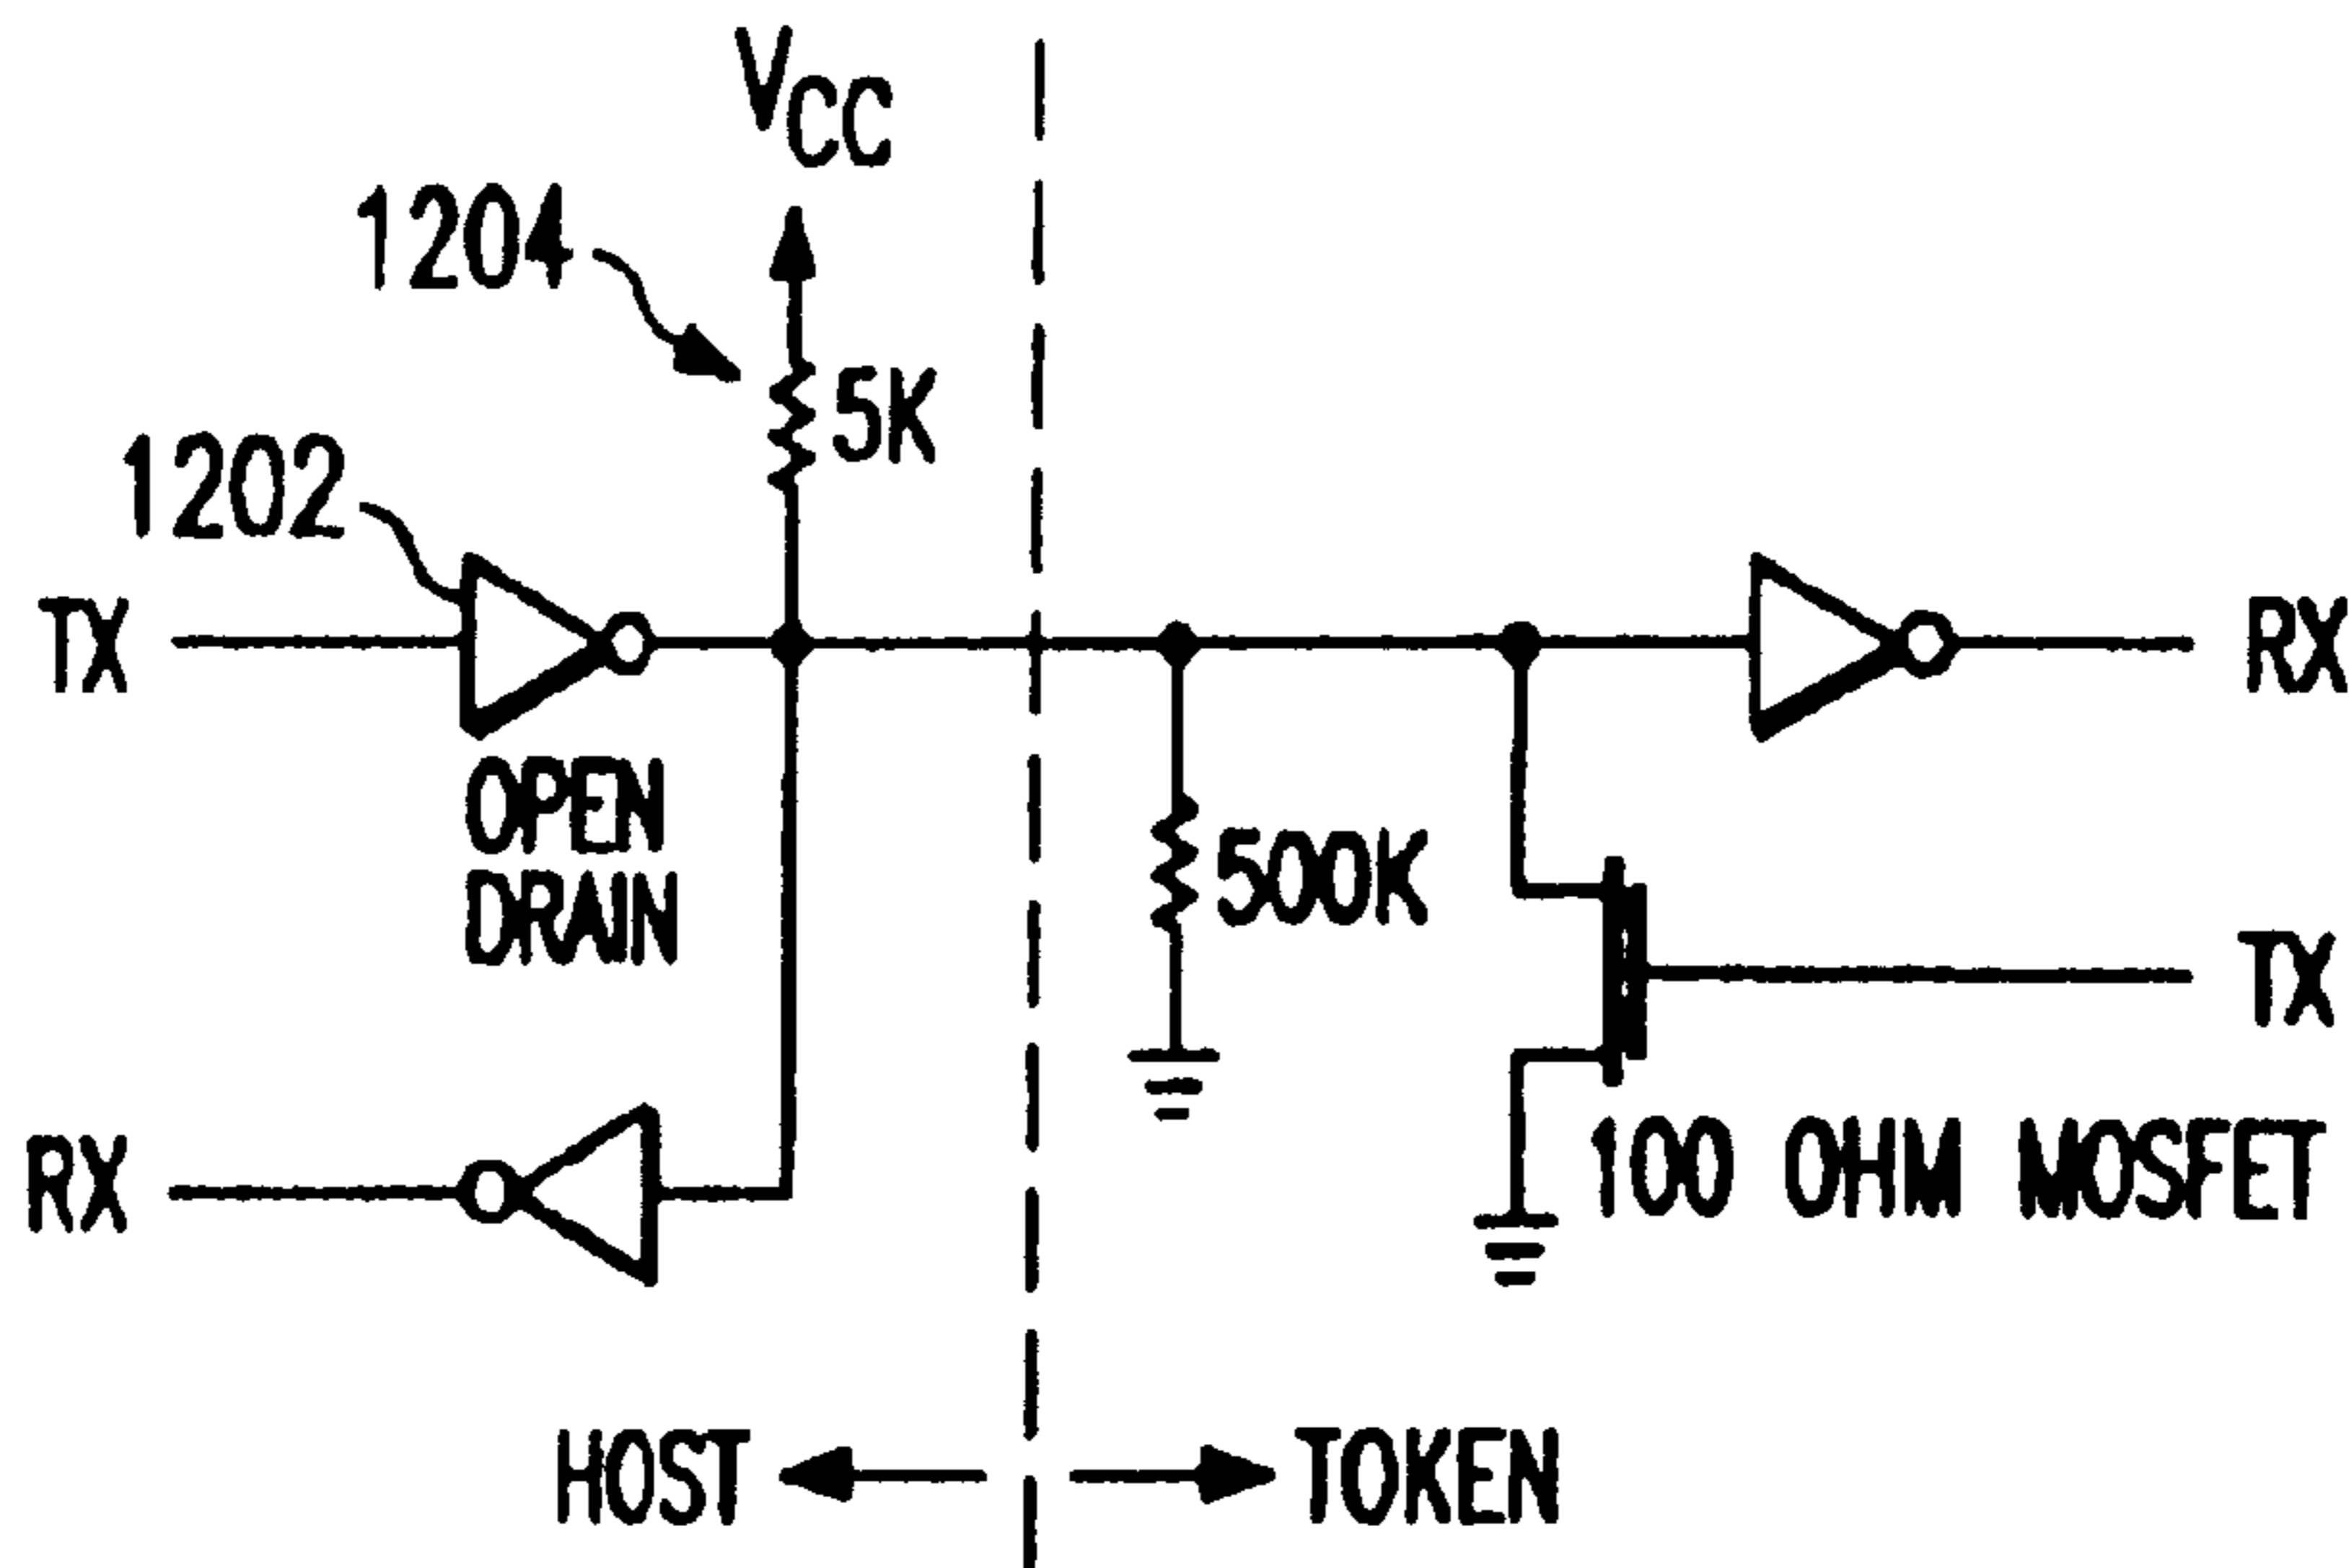 VCC
1204
5K
1202
TX
RX
OPEN
DRAIN
500K
TX
RX
100 OHM MOSFET
HOST
TOKEN